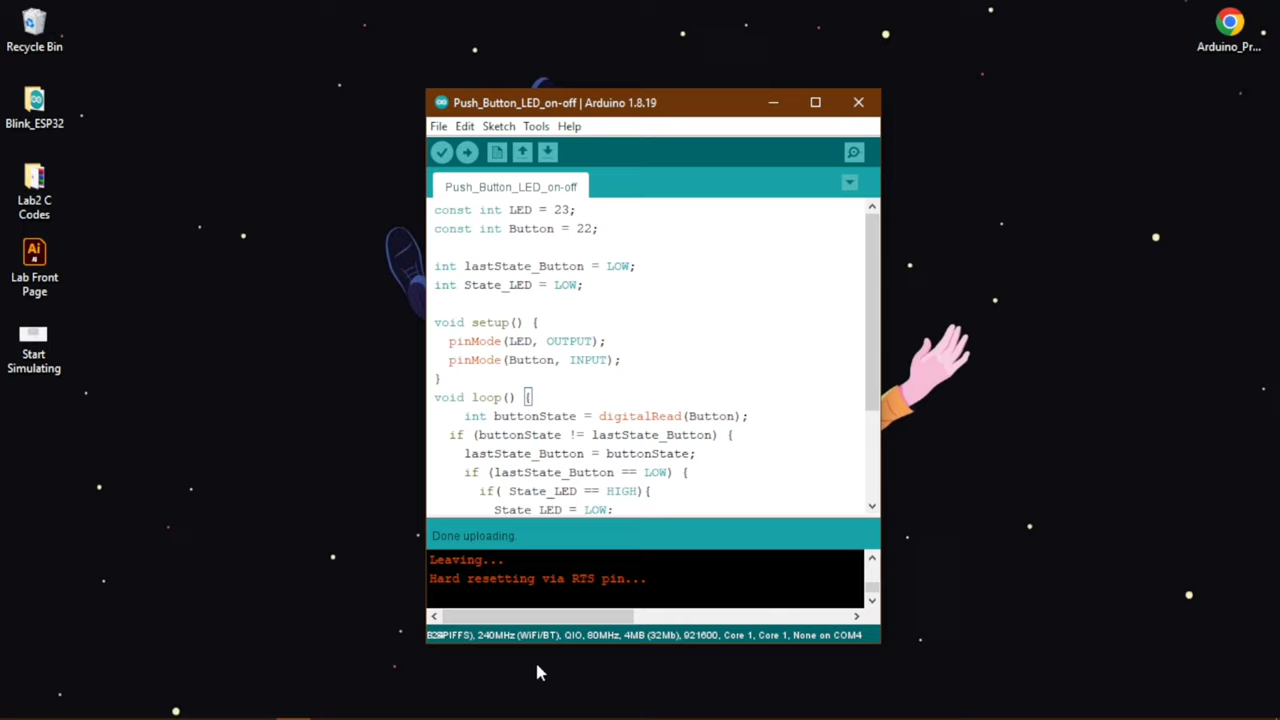 Recycle Bin
Blink_ESP32
Lab2 C
Codes
Ai
Lab Front
Page
Start
Simulating
Arduino_Pr...
Push_Button_LED_on-off | Arduino 1.8.19
File Edit Sketch Tools Help
Push_Button_LED_on-off
const int LED = 23;
const int Button = 22;
int lastState_Button = LOW;
int State_LED = LOW;
void setup() {
pinMode(LED, OUTPUT);
pinMode(Button, INPUT);
}
void loop() {
int buttonState = digitalRead(Button);
if (buttonState != lastState_Button) {
lastState_Button = buttonState;
if (lastState_Button == LOW) {
if( State_LED == HIGH){
State_LED = LOW;
Done uploading.
Leaving...
Hard resetting via RTS pin...
240MHz (WiFi/BT), QIO, 80MHz, 4MB (32Mb), 921600, Core 1, Core 1, None on COM4